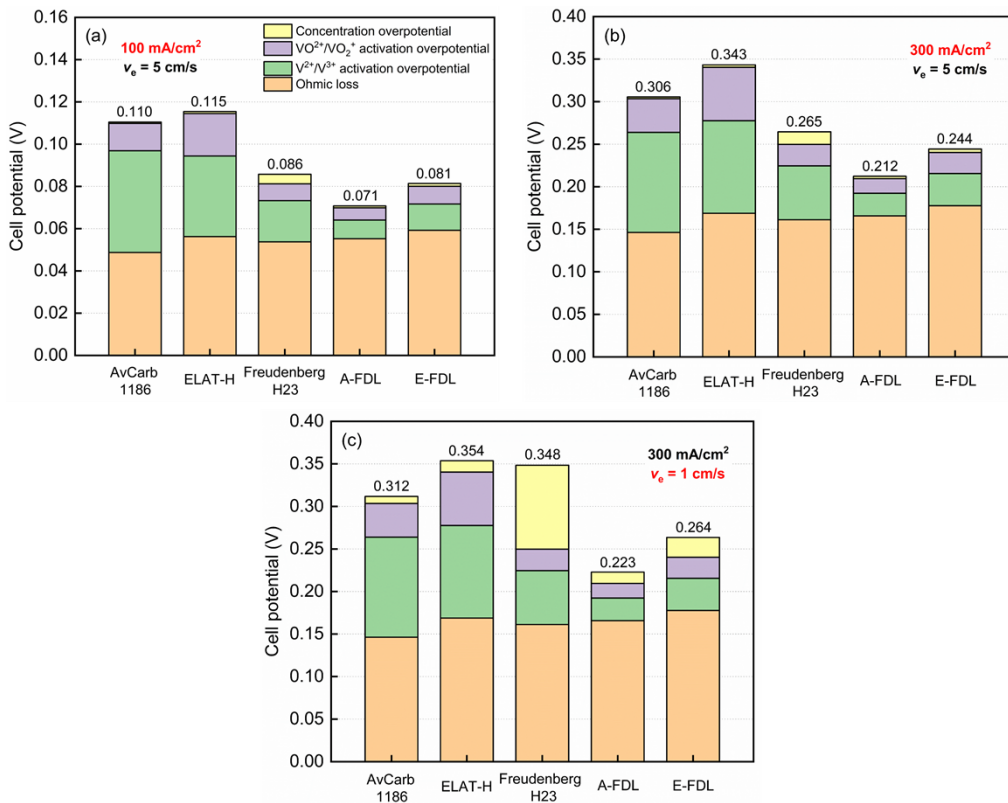 (a)
100 mA/cm²
vₑ = 5 cm/s
Concentration overpotential
VO²⁺/VO₂⁺ activation overpotential
V²⁺/V³⁺ activation overpotential
Ohmic loss
Cell potential (V)
0.16
0.14
0.12
0.10
0.08
0.06
0.04
0.02
0.00
0.110
0.115
0.086
0.071
0.081
AvCarb
1186
ELAT-H
Freudenberg
H23
A-FDL
E-FDL
(b)
300 mA/cm²
vₑ = 5 cm/s
Cell potential (V)
0.40
0.35
0.30
0.25
0.20
0.15
0.10
0.05
0.00
0.306
0.343
0.265
0.212
0.244
AvCarb
1186
ELAT-H
Freudenberg
H23
A-FDL
E-FDL
(c)
300 mA/cm²
vₑ = 1 cm/s
Cell potential (V)
0.40
0.35
0.30
0.25
0.20
0.15
0.10
0.05
0.00
0.312
0.354
0.348
0.223
0.264
AvCarb
1186
ELAT-H
Freudenberg
H23
A-FDL
E-FDL